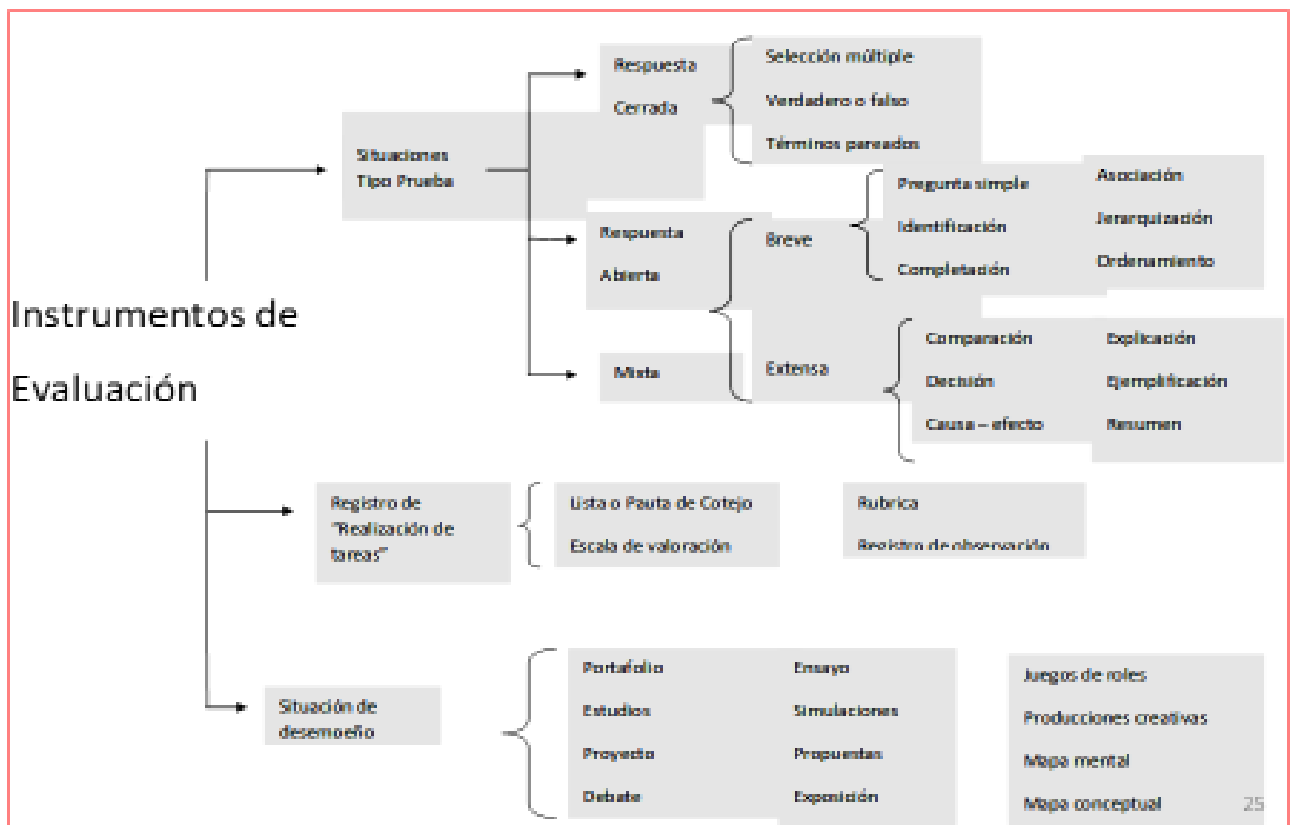 Instrumentos de
Evaluación
Situaciones
Tipo Prueba
Respuesta
Cerrada
Selección múltiple
Verdadero o falso
Términos pareados
Respuesta
Abierta
Breve
Pregunta simple
Identificación
Completación
Asociación
Jerarquización
Ordenamiento
Mixta
Extensa
Comparación
Decisión
Causa – efecto
Explicación
Ejemplificación
Resumen
Registro de
"Realización de
tareas"
Lista o Pauta de Cotejo
Escala de valoración
Rubrica
Registro de observación
Situación de
desempeño
Portafolio
Estudios
Proyecto
Debate
Ensayo
Simulaciones
Propuestas
Exposición
Juegos de roles
Producciones creativas
Mapa mental
Mapa conceptual
25